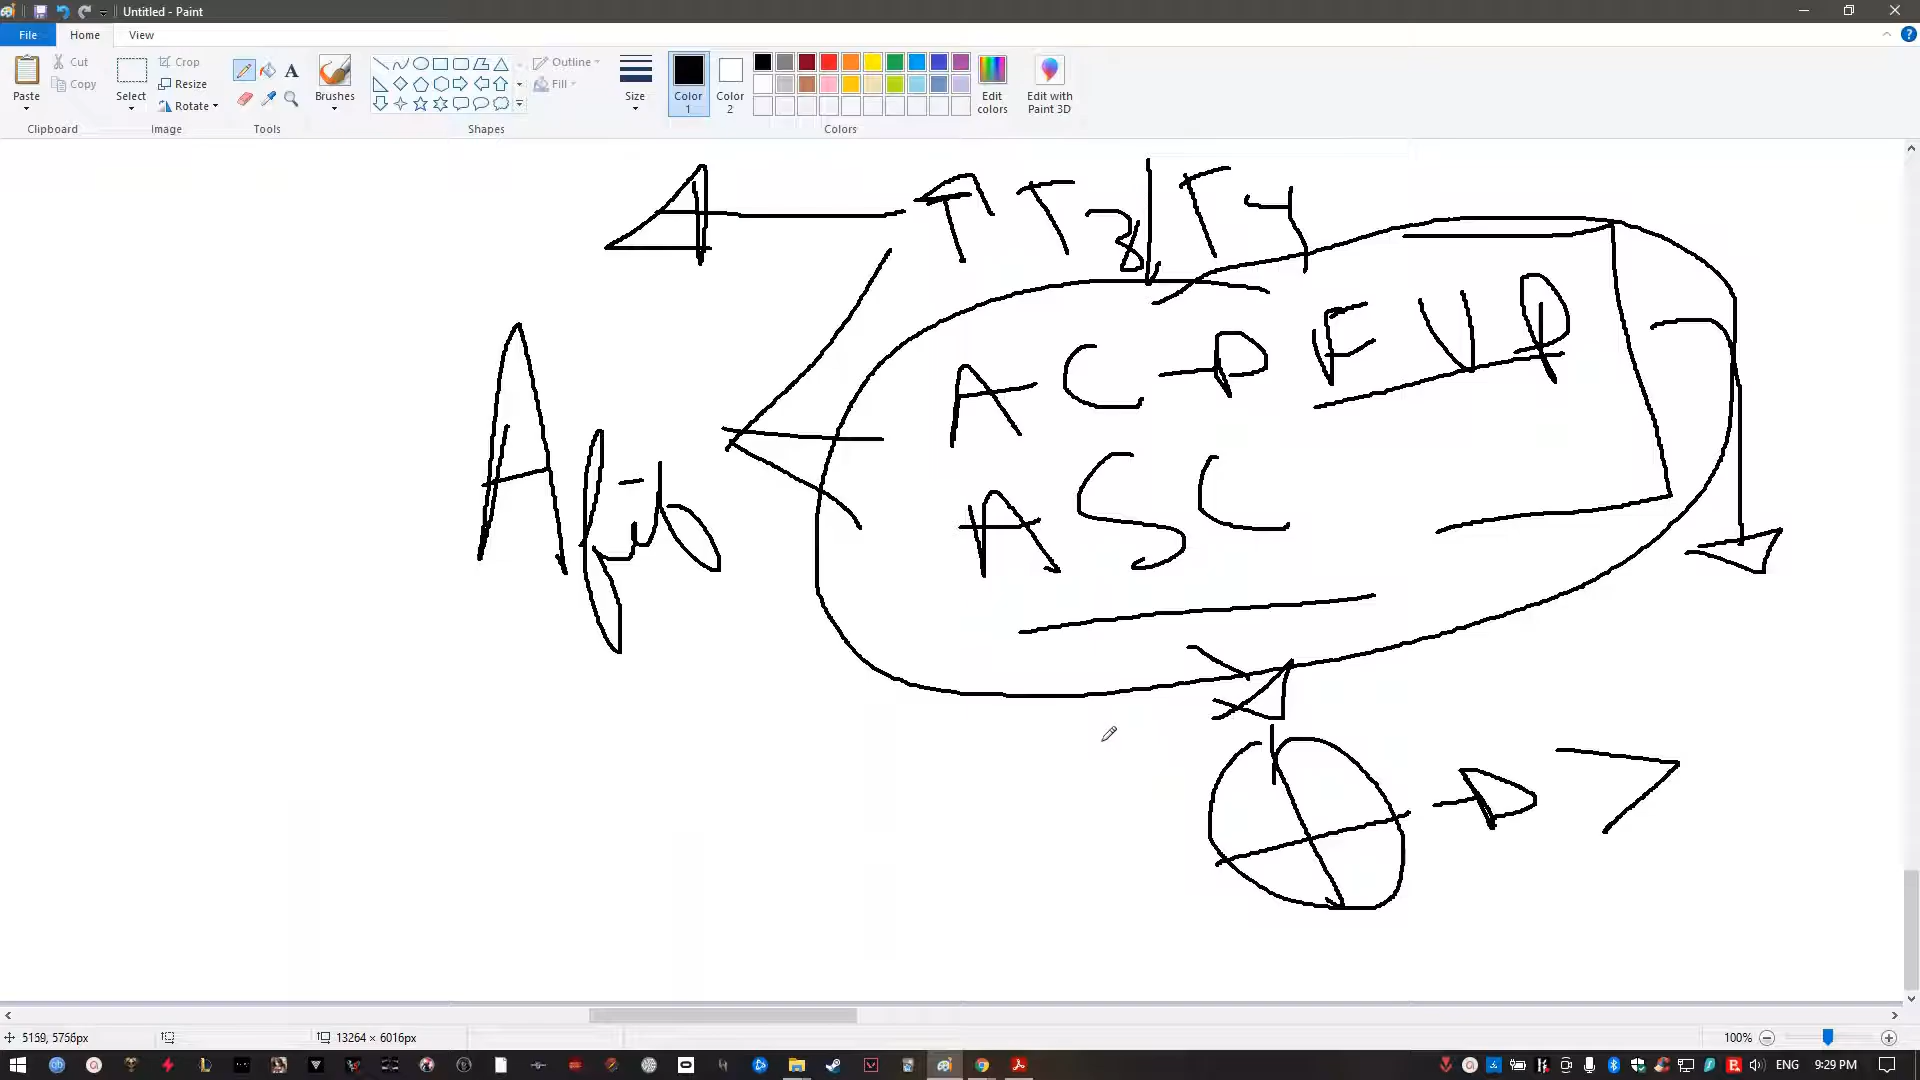 Untitled - Paint
File Home View
Paste
Cut
Copy
Clipboard
Select
Crop
Resize
Rotate
Image
Tools
Brushes
Shapes
Outline
Fill
Size
Color 1
Color 2
Colors
Edit colors
Edit with Paint 3D
T3, T4
AC
ASC
Afib
5159, 5756px
13264 × 6016px
100%
ENG
9:29 PM